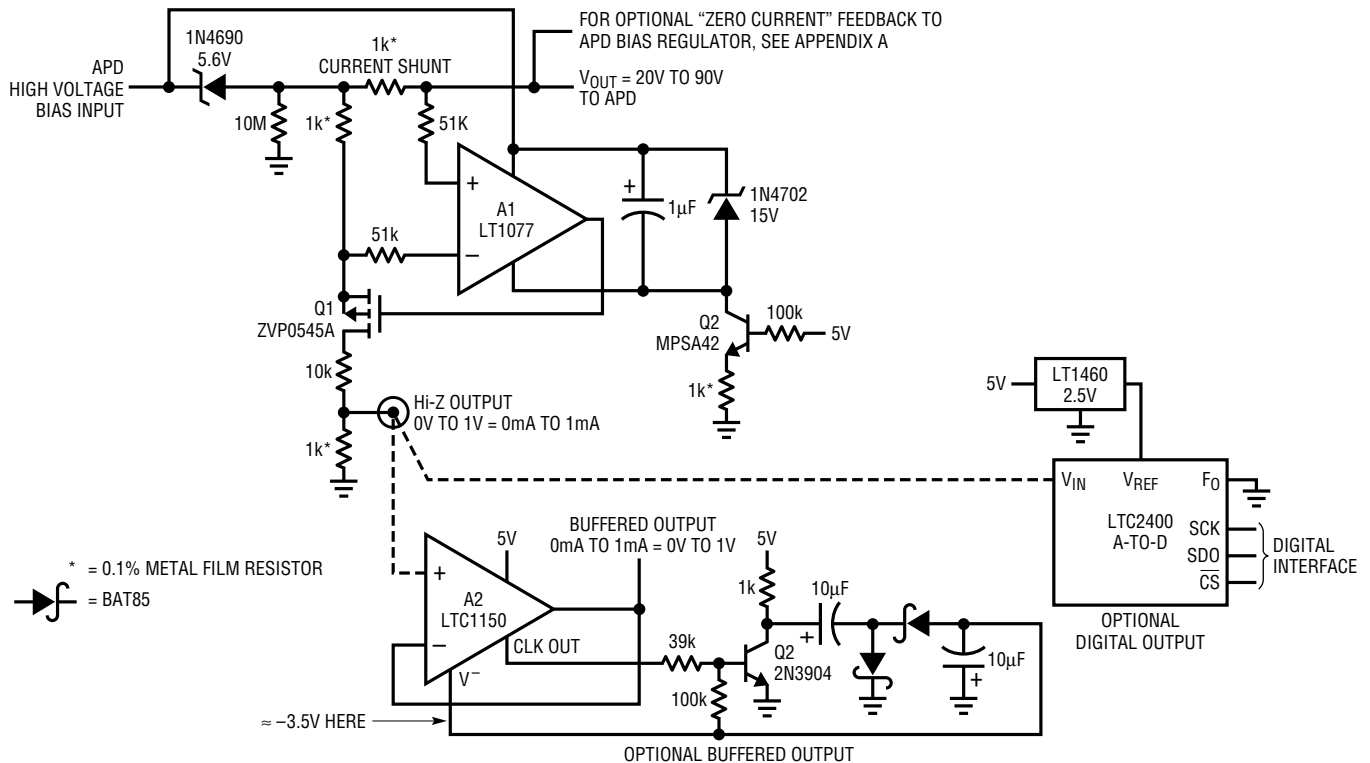 FOR OPTIONAL “ZERO CURRENT” FEEDBACK TO
APD BIAS REGULATOR, SEE APPENDIX A
1N4690
5.6V
1k*
CURRENT SHUNT
APD
HIGH VOLTAGE
BIAS INPUT
VOUT = 20V TO 90V
TO APD
10M
1k*
51K
+
A1
LT1077
−
+
1µF
1N4702
15V
51k
Q1
ZVP0545A
Q2
MPSA42
100k
5V
1k*
10k
Hi-Z OUTPUT
0V TO 1V = 0mA TO 1mA
1k*
5V
LT1460
2.5V
VIN
VREF
FO
LTC2400
A-TO-D
SCK
SDO
CS
DIGITAL
INTERFACE
OPTIONAL
DIGITAL OUTPUT
BUFFERED OUTPUT
0mA TO 1mA = 0V TO 1V
5V
+
A2
LTC1150
−
CLK OUT
V−
5V
1k
10µF
+
39k
Q2
2N3904
100k
10µF
+
* = 0.1% METAL FILM RESISTOR
= BAT85
≈ –3.5V HERE
OPTIONAL BUFFERED OUTPUT